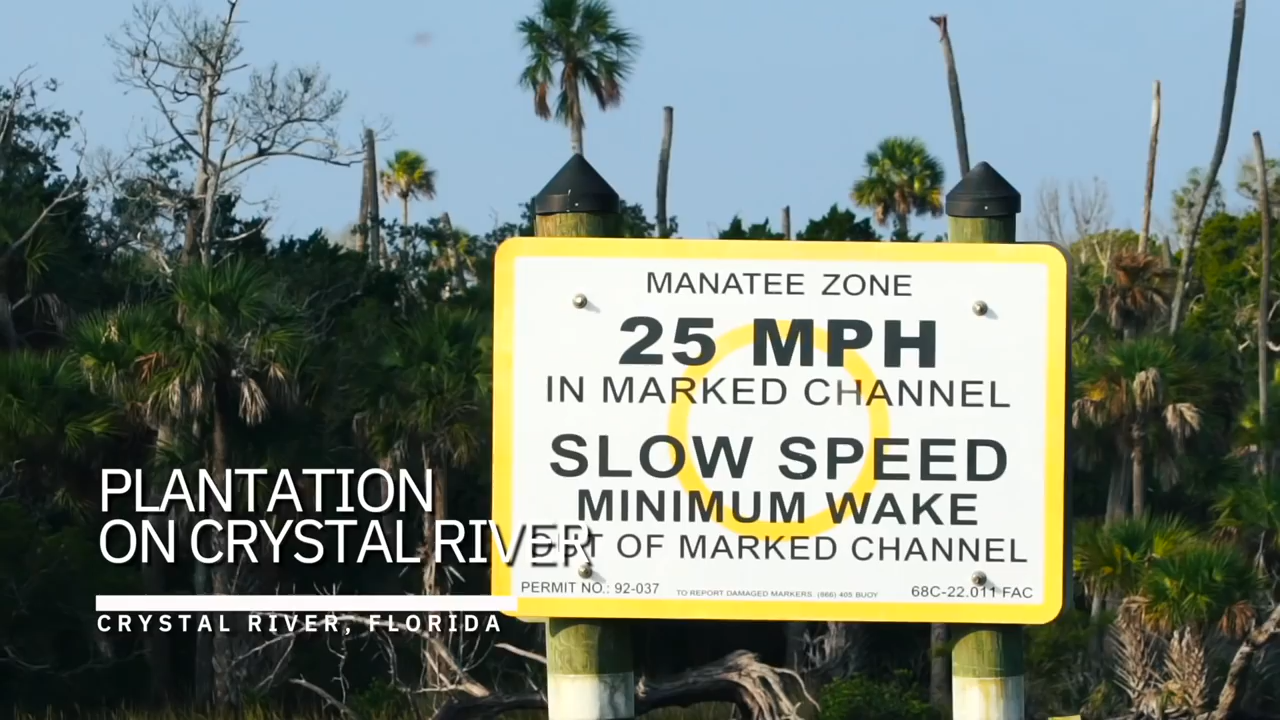 MANATEE ZONE
25 MPH
IN MARKED CHANNEL
SLOW SPEED
MINIMUM WAKE
OUT OF MARKED CHANNEL
PERMIT NO.: 92-037
TO REPORT DAMAGED MARKERS. (866) 405 BUOY
68C-22.011 FAC
PLANTATION
ON CRYSTAL RIVER
CRYSTAL RIVER, FLORIDA